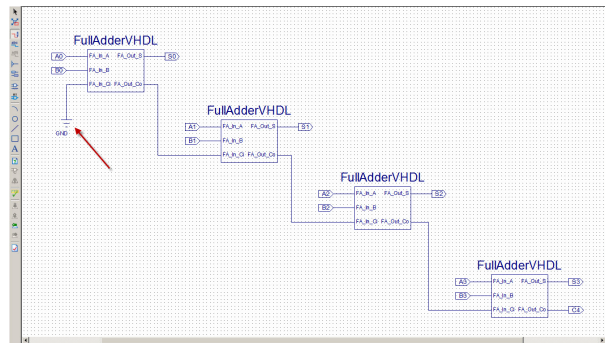 FullAdderVHDL
A0 FA_In_A FA_Out_S S0
B0 FA_In_B
FA_In_Ci FA_Out_Co
GND
FullAdderVHDL
A1 FA_In_A FA_Out_S S1
B1 FA_In_B
FA_In_Ci FA_Out_Co
FullAdderVHDL
A2 FA_In_A FA_Out_S S2
B2 FA_In_B
FA_In_Ci FA_Out_Co
FullAdderVHDL
A3 FA_In_A FA_Out_S S3
B3 FA_In_B
FA_In_Ci FA_Out_Co C4
A